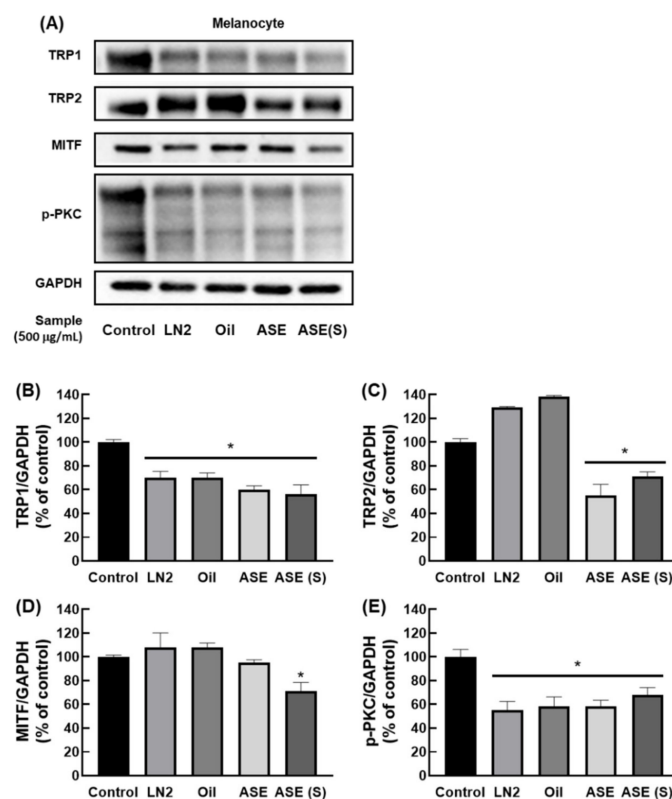 (A)
Melanocyte
TRP1
TRP2
MITF
p-PKC
GAPDH
Sample
(500 µg/mL)
Control LN2 Oil ASE ASE(S)
(B)
TRP1/GAPDH
(% of control)
140
120
100
80
60
40
20
0
*
Control LN2 Oil ASE ASE (S)
(C)
TRP2/GAPDH
(% of control)
140
120
100
80
60
40
20
0
*
Control LN2 Oil ASE ASE (S)
(D)
MITF/GAPDH
(% of control)
140
120
100
80
60
40
20
0
*
Control LN2 Oil ASE ASE (S)
(E)
p-PKC/GAPDH
(% of control)
140
120
100
80
60
40
20
0
*
Control LN2 Oil ASE ASE (S)